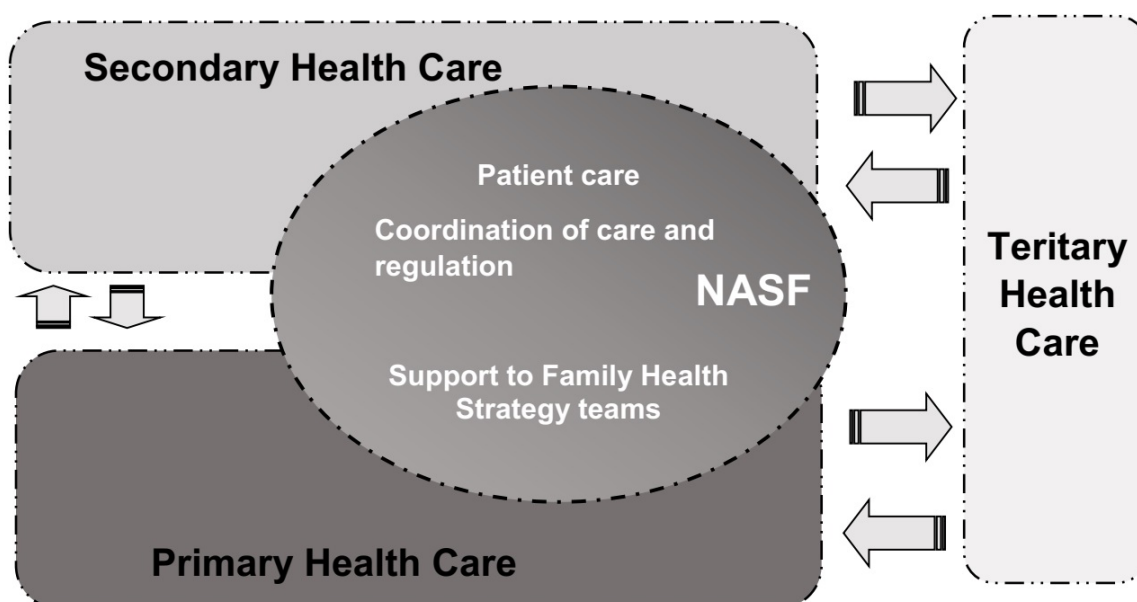 Secondary Health Care
Patient care
Coordination of care and
regulation
NASF
Support to Family Health
Strategy teams
Primary Health Care
Teritary
Health
Care